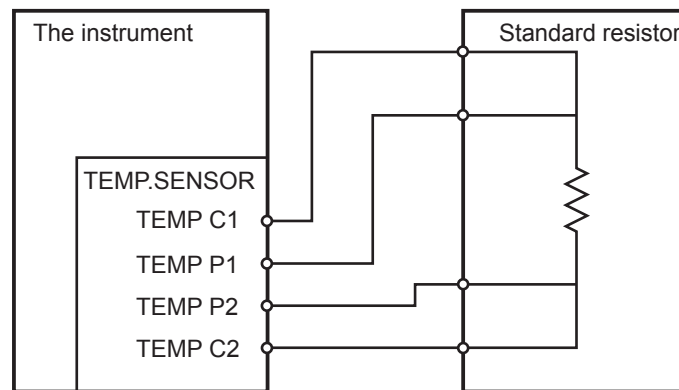 The instrument
Standard resistor
TEMP.SENSOR
TEMP C1
TEMP P1
TEMP P2
TEMP C2